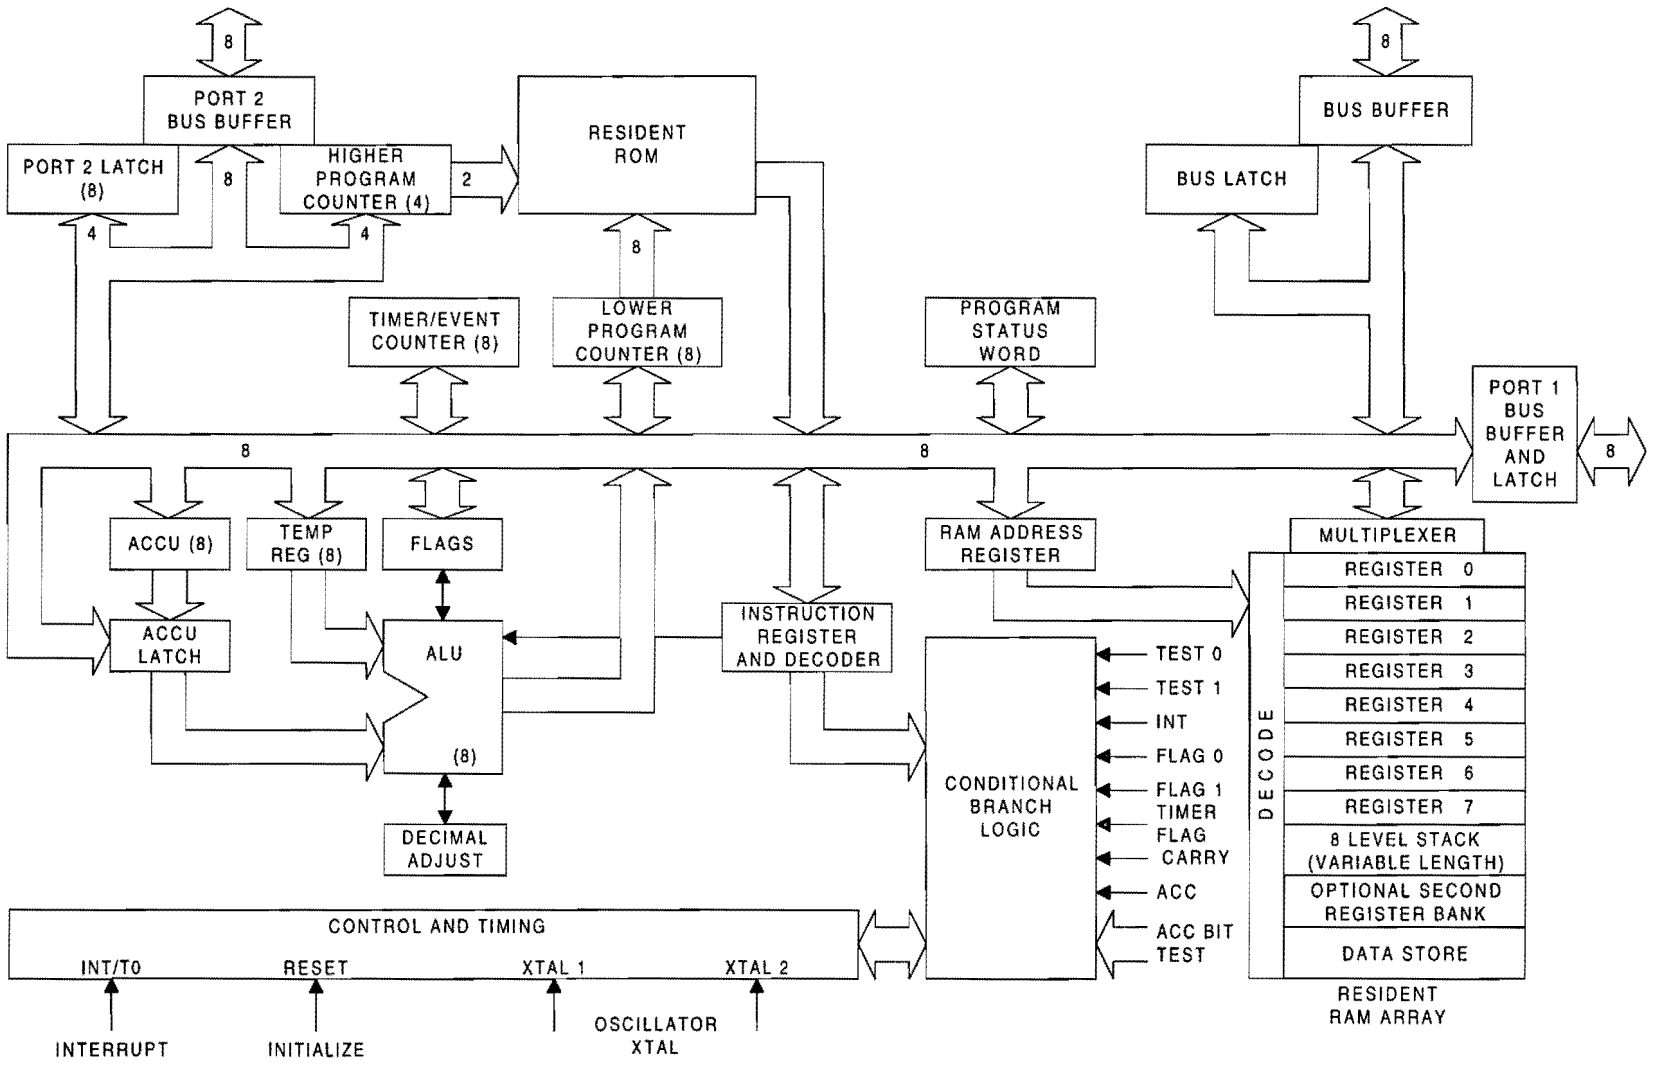 8
8
PORT 2
BUS BUFFER
RESIDENT
ROM
BUS BUFFER
PORT 2 LATCH
(8)
8
HIGHER
PROGRAM
COUNTER (4)
2
BUS LATCH
4
4
8
TIMER/EVENT
COUNTER (8)
LOWER
PROGRAM
COUNTER (8)
PROGRAM
STATUS
WORD
PORT 1
BUS
BUFFER
AND
LATCH
8
8
8
ACCU (8)
TEMP
REG (8)
FLAGS
RAM ADDRESS
REGISTER
MULTIPLEXER
ACCU
LATCH
ALU
(8)
INSTRUCTION
REGISTER
AND DECODER
DECIMAL
ADJUST
CONDITIONAL
BRANCH
LOGIC
TEST 0
TEST 1
INT
FLAG 0
FLAG 1
TIMER
FLAG
CARRY
ACC
ACC BIT
TEST
DECODE
REGISTER 0
REGISTER 1
REGISTER 2
REGISTER 3
REGISTER 4
REGISTER 5
REGISTER 6
REGISTER 7
8 LEVEL STACK
(VARIABLE LENGTH)
OPTIONAL SECOND
REGISTER BANK
DATA STORE
RESIDENT
RAM ARRAY
CONTROL AND TIMING
INT/T0
RESET
XTAL 1
XTAL 2
INTERRUPT
INITIALIZE
OSCILLATOR
XTAL